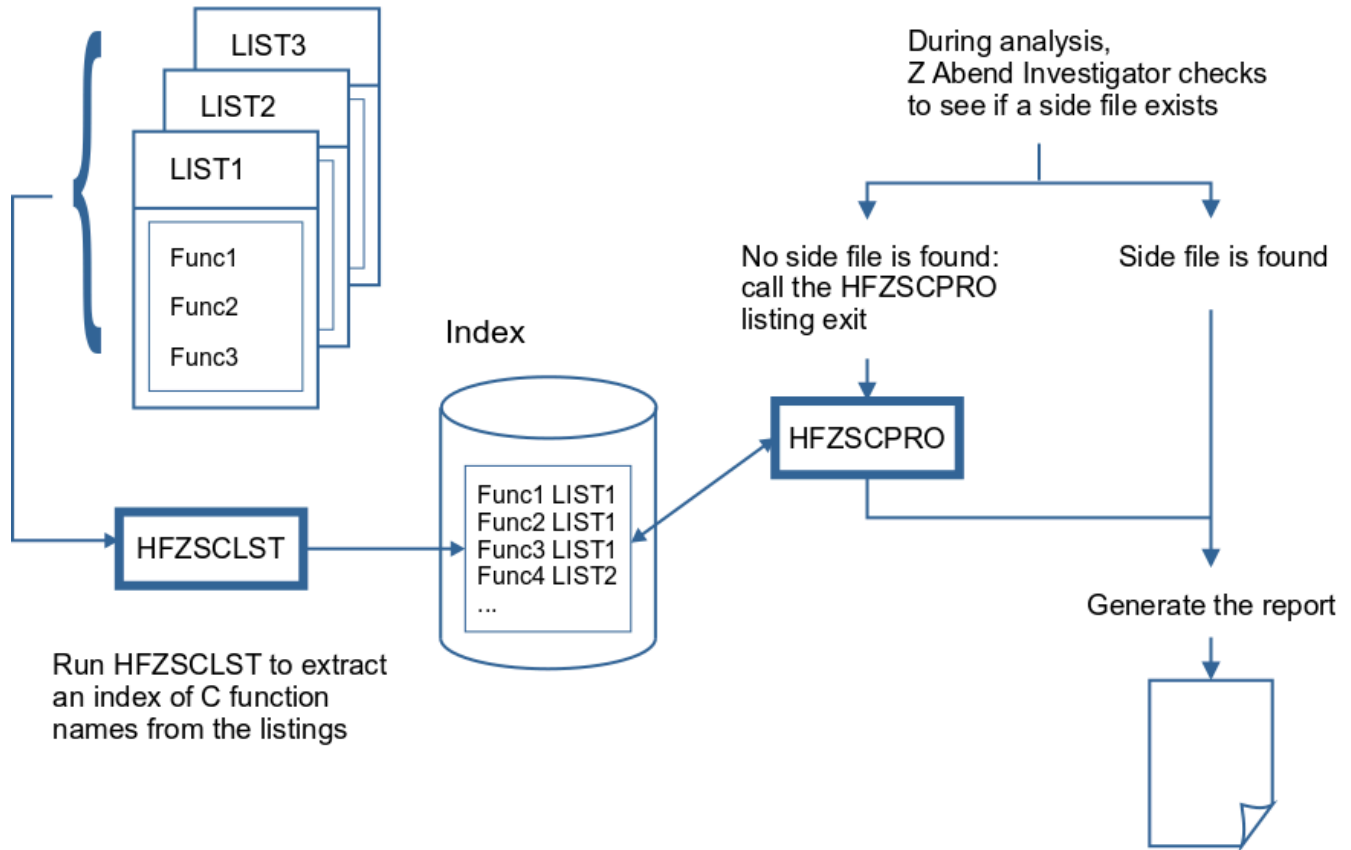 LIST3
LIST2
LIST1
Func1
Func2
Func3
HFZSCLST
Run HFZSCLST to extract
an index of C function
names from the listings
Index
Func1 LIST1
Func2 LIST1
Func3 LIST1
Func4 LIST2
...
During analysis,
Z Abend Investigator checks
to see if a side file exists
No side file is found:
call the HFZSCPRO
listing exit
Side file is found
HFZSCPRO
Generate the report